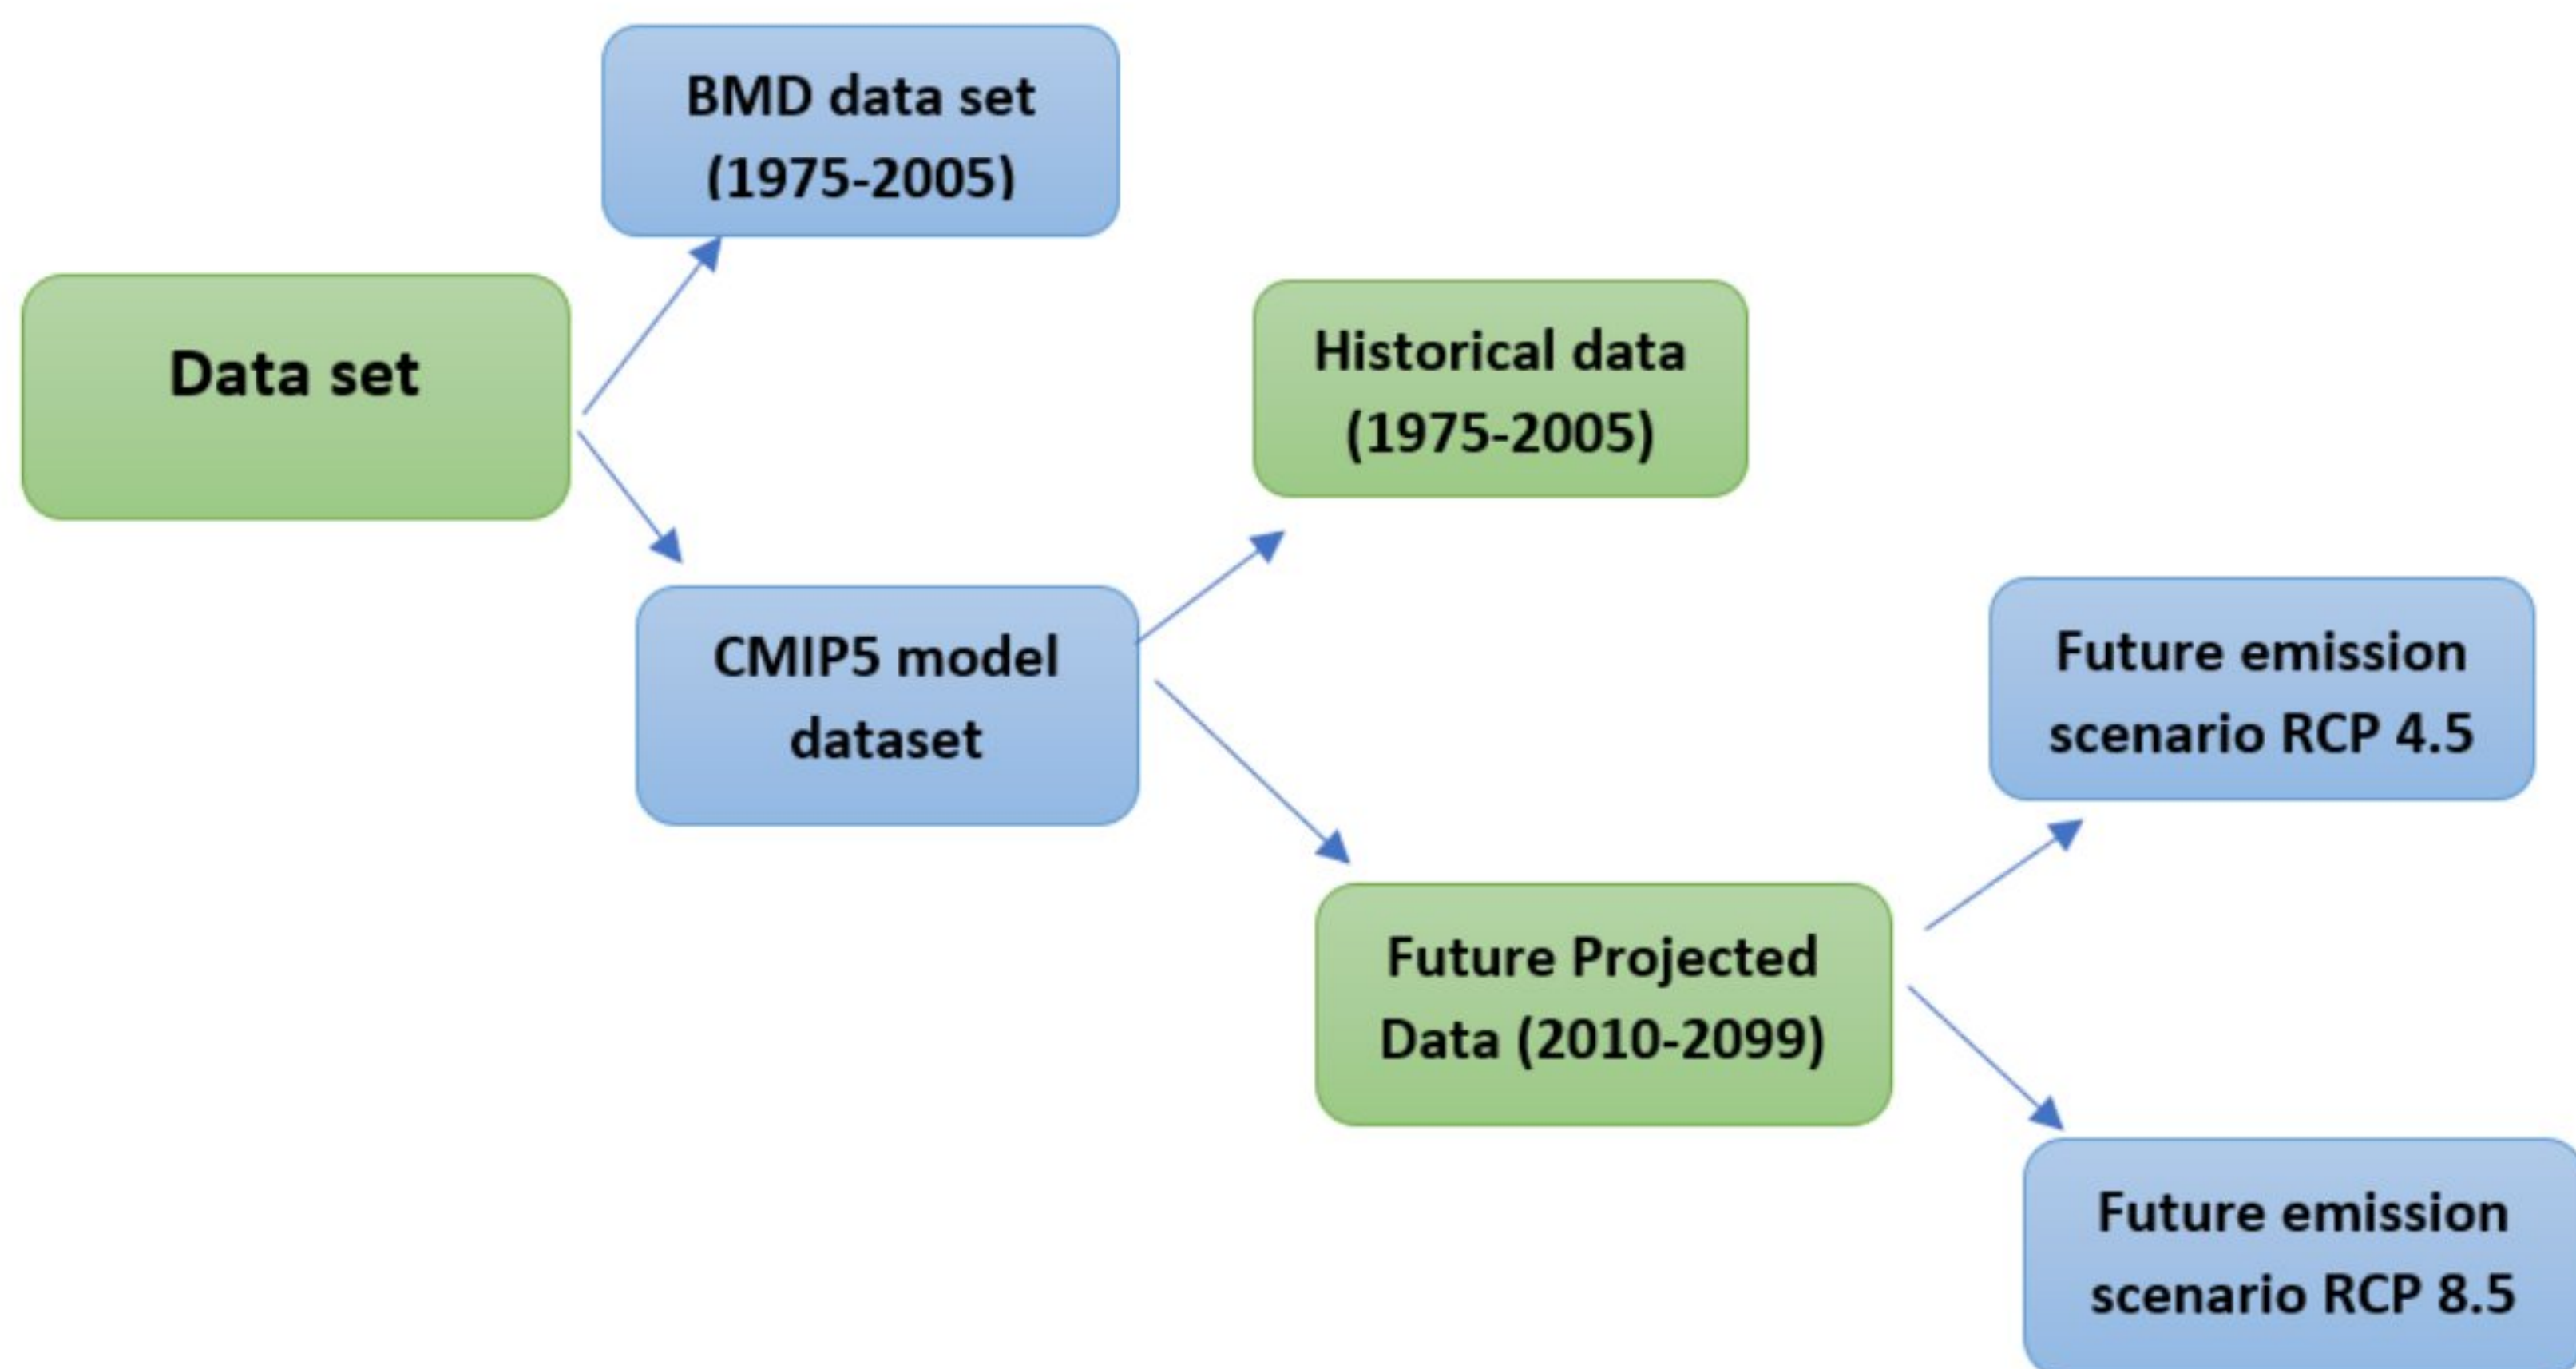 BMD data set
(1975-2005)
Data set
Historical data
(1975-2005)
CMIP5 model
dataset
Future emission
scenario RCP 4.5
Future Projected
Data (2010-2099)
Future emission
scenario RCP 8.5